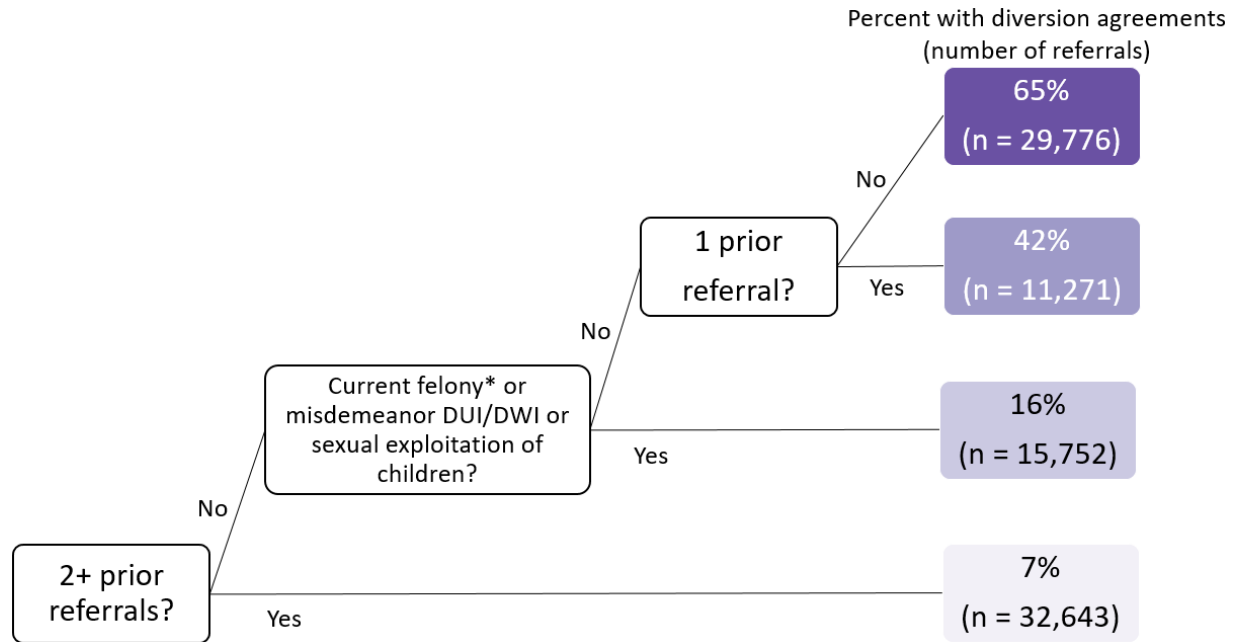 Percent with diversion agreements
(number of referrals)
65%
(n = 29,776)
No
1 prior
referral?
Yes
42%
(n = 11,271)
No
Current felony* or
misdemeanor DUI/DWI or
sexual exploitation of
children?
Yes
16%
(n = 15,752)
No
2+ prior
referrals?
Yes
7%
(n = 32,643)